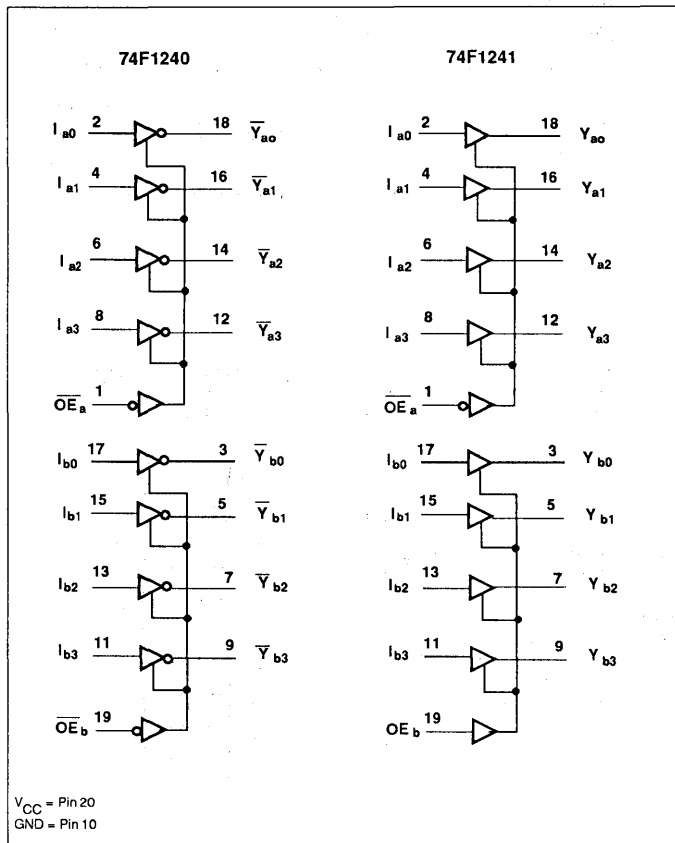 74F1240
I a0 2 18 Y̅ ao
I a1 4 16 Y̅ a1
I a2 6 14 Y̅ a2
I a3 8 12 Y̅ a3
O̅E̅ a 1
I b0 17 3 Y̅ b0
I b1 15 5 Y̅ b1
I b2 13 7 Y̅ b2
I b3 11 9 Y̅ b3
O̅E̅ b 19
74F1241
I a0 2 18 Y ao
I a1 4 16 Y a1
I a2 6 14 Y a2
I a3 8 12 Y a3
O̅E̅ a 1
I b0 17 3 Y b0
I b1 15 5 Y b1
I b2 13 7 Y b2
I b3 11 9 Y b3
OE b 19
VCC = Pin 20
GND = Pin 10